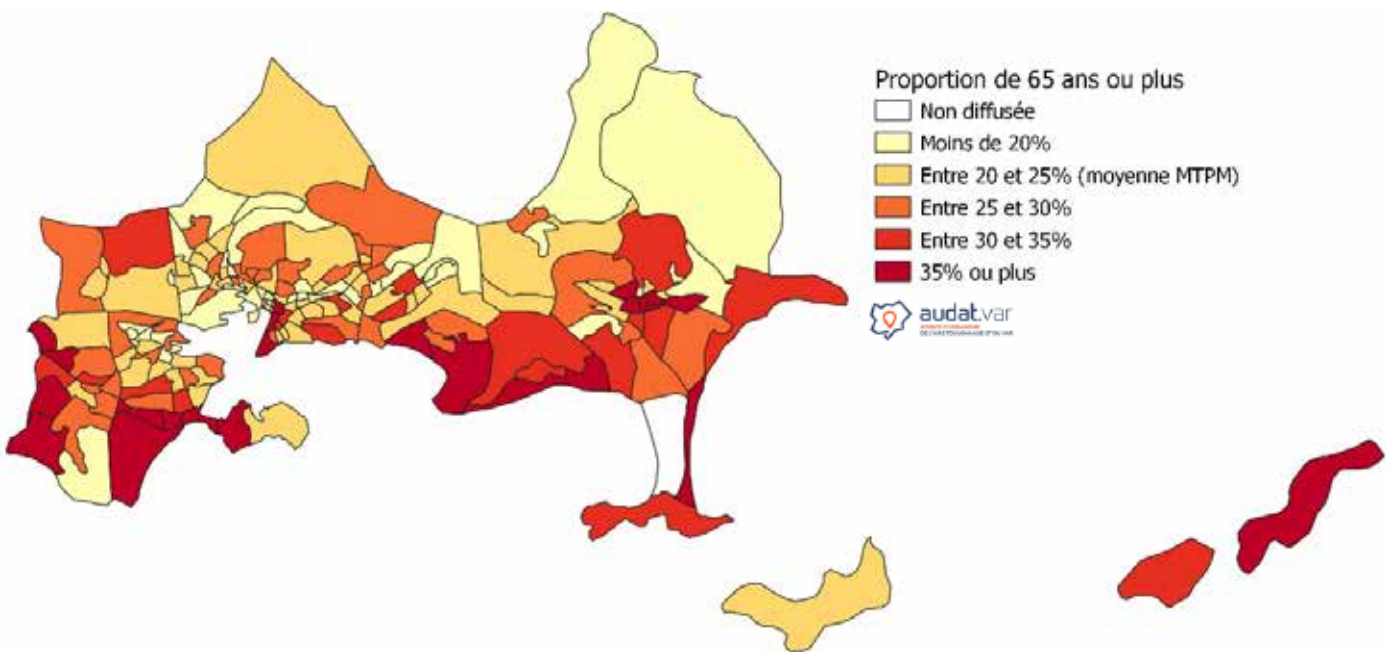 Proportion de 65 ans ou plus
Non diffusée
Moins de 20%
Entre 20 et 25% (moyenne MTPM)
Entre 25 et 30%
Entre 30 et 35%
35% ou plus
audat.var